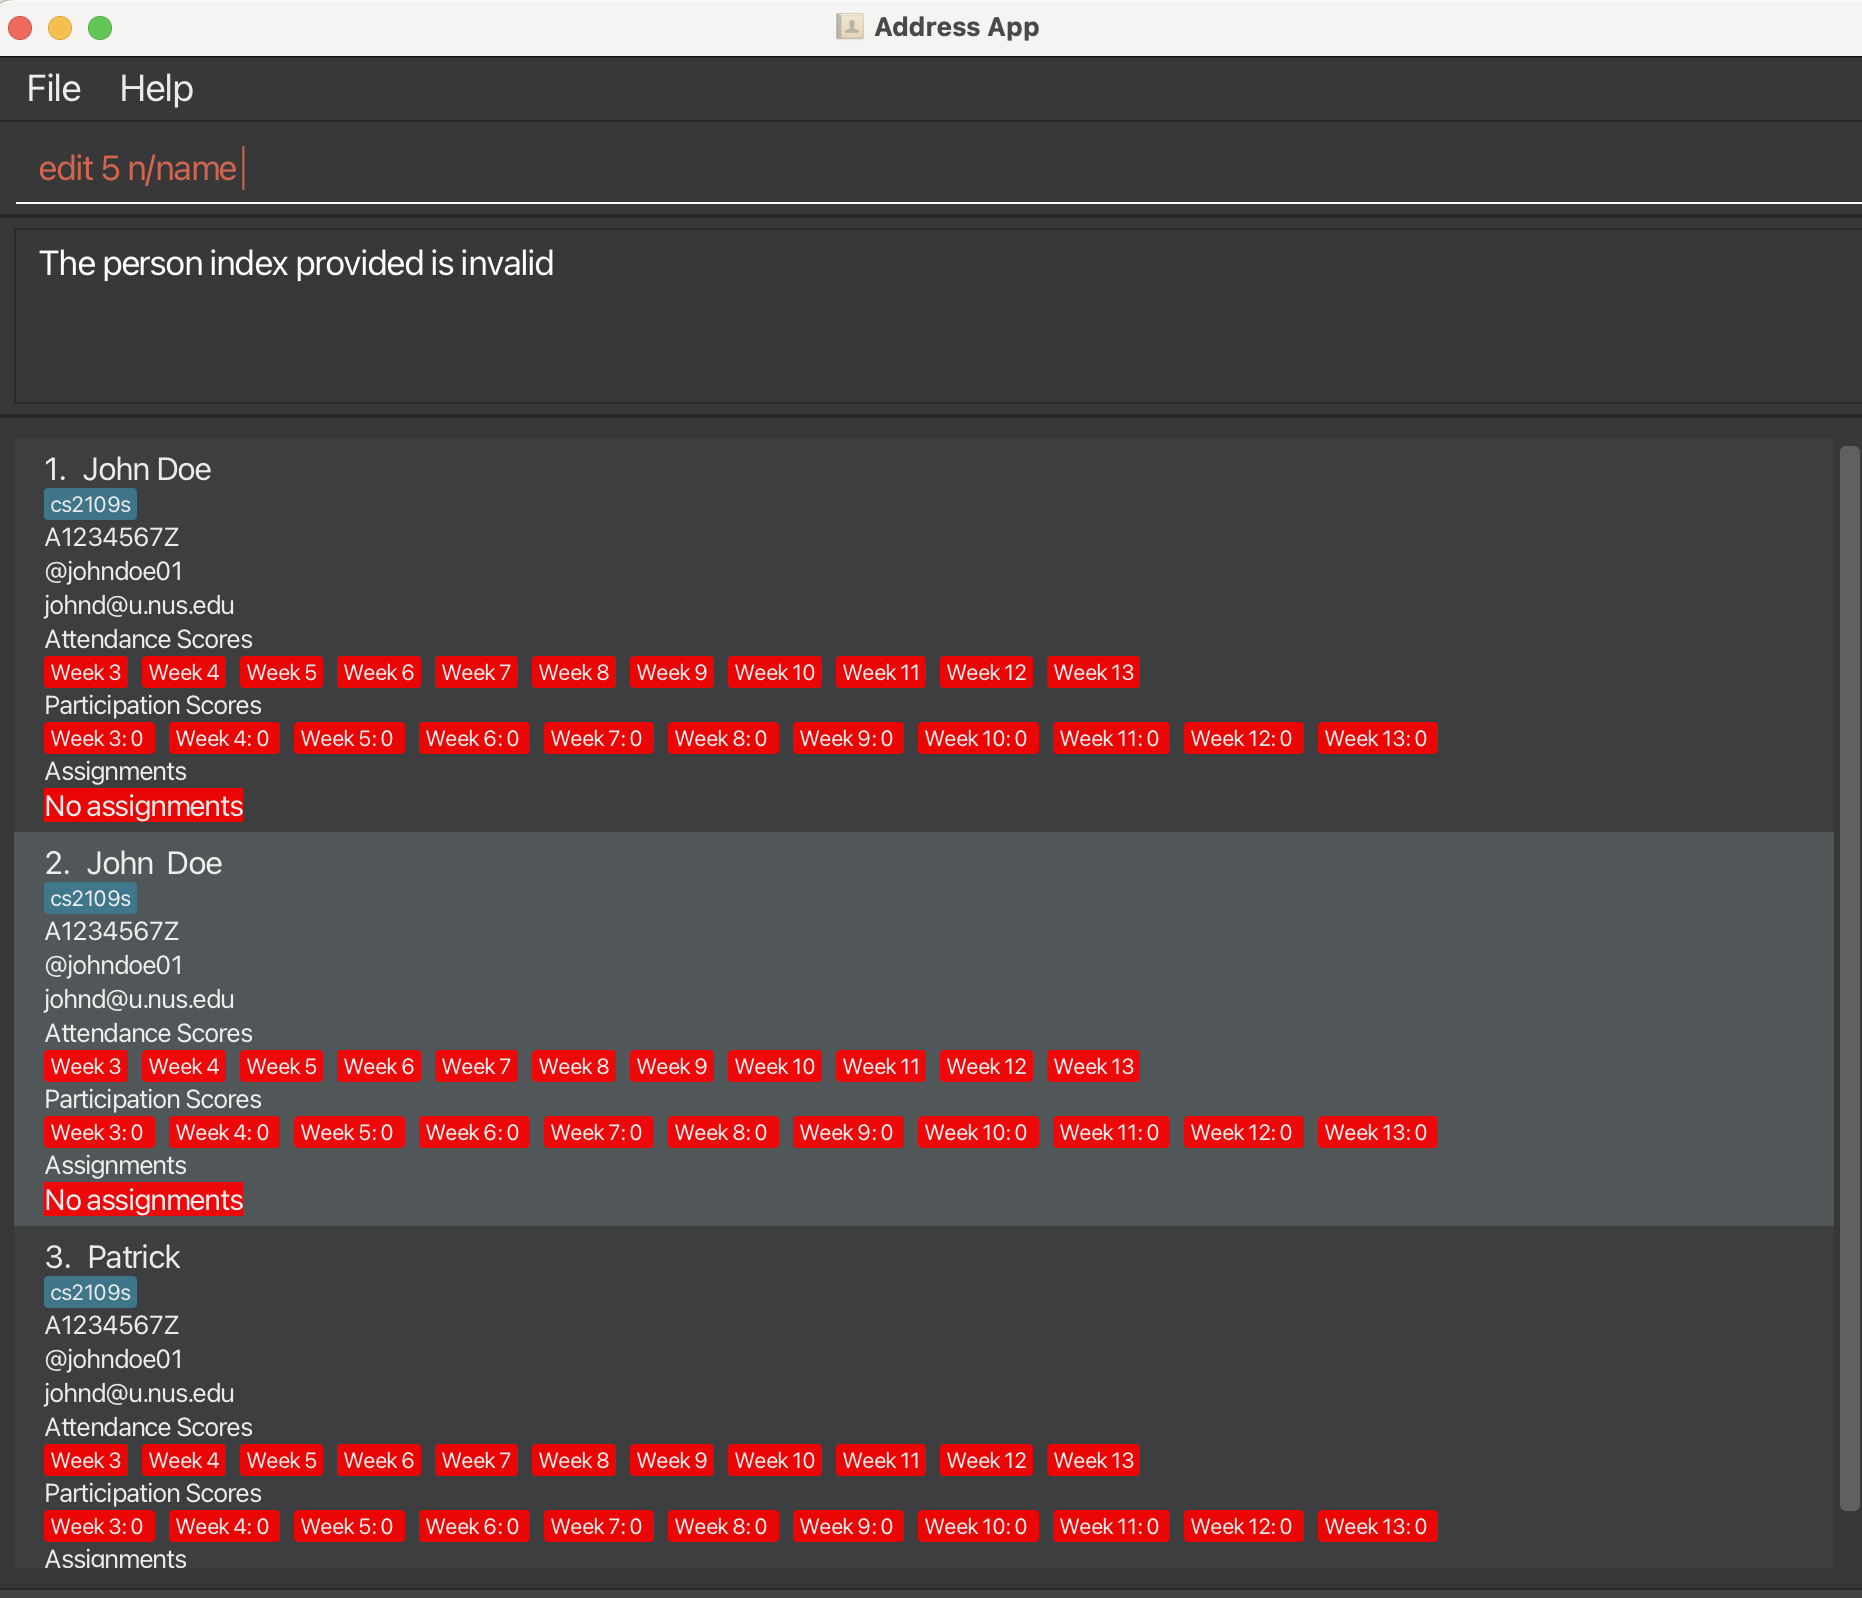 Address App
File Help
edit 5 n/name
The person index provided is invalid
1. John Doe
cs2109s
A1234567Z
@johndoe01
johnd@u.nus.edu
Attendance Scores
Week 3 Week 4 Week 5 Week 6 Week 7 Week 8 Week 9 Week 10 Week 11 Week 12 Week 13
Participation Scores
Week 3: 0 Week 4: 0 Week 5: 0 Week 6: 0 Week 7: 0 Week 8: 0 Week 9: 0 Week 10: 0 Week 11: 0 Week 12: 0 Week 13: 0
Assignments
No assignments
2. John  Doe
cs2109s
A1234567Z
@johndoe01
johnd@u.nus.edu
Attendance Scores
Week 3 Week 4 Week 5 Week 6 Week 7 Week 8 Week 9 Week 10 Week 11 Week 12 Week 13
Participation Scores
Week 3: 0 Week 4: 0 Week 5: 0 Week 6: 0 Week 7: 0 Week 8: 0 Week 9: 0 Week 10: 0 Week 11: 0 Week 12: 0 Week 13: 0
Assignments
No assignments
3. Patrick
cs2109s
A1234567Z
@johndoe01
johnd@u.nus.edu
Attendance Scores
Week 3 Week 4 Week 5 Week 6 Week 7 Week 8 Week 9 Week 10 Week 11 Week 12 Week 13
Participation Scores
Week 3: 0 Week 4: 0 Week 5: 0 Week 6: 0 Week 7: 0 Week 8: 0 Week 9: 0 Week 10: 0 Week 11: 0 Week 12: 0 Week 13: 0
Assignments